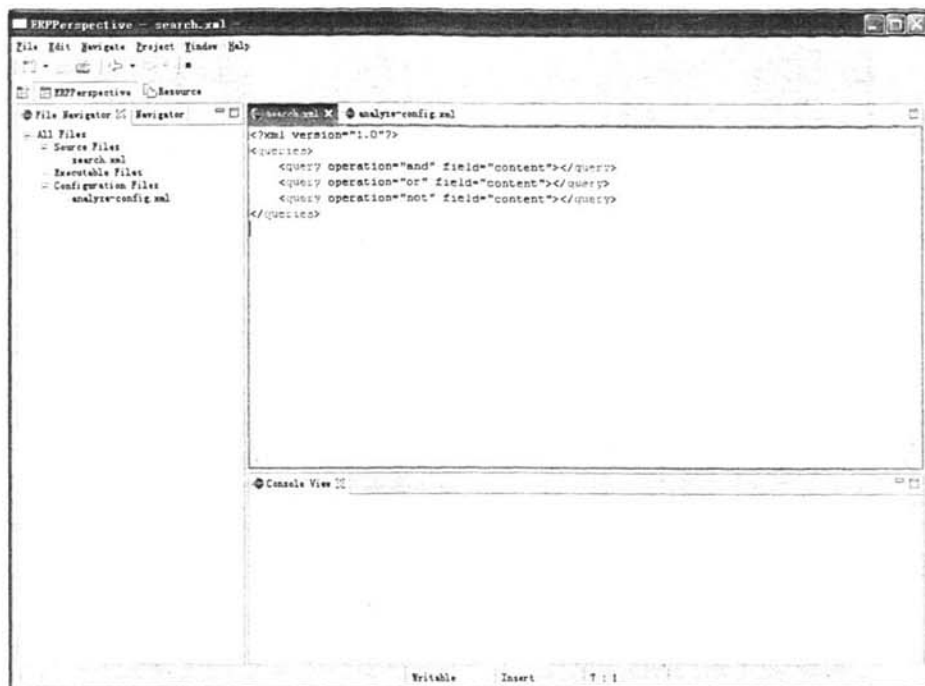 ERPPerspective - search.xml -
File Edit Navigate Project Window Help
ERPPerspective Resource
File Navigator Navigator
All Files
Source Files
search.xml
Executable Files
Configuration Files
analyze-config.xml
search.xml analyze-config.xml
<?xml version="1.0"?>
<queries>
<query operation="and" field="content"></query>
<query operation="or" field="content"></query>
<query operation="not" field="content"></query>
</queries>
Console View
Writable Insert 7 : 1